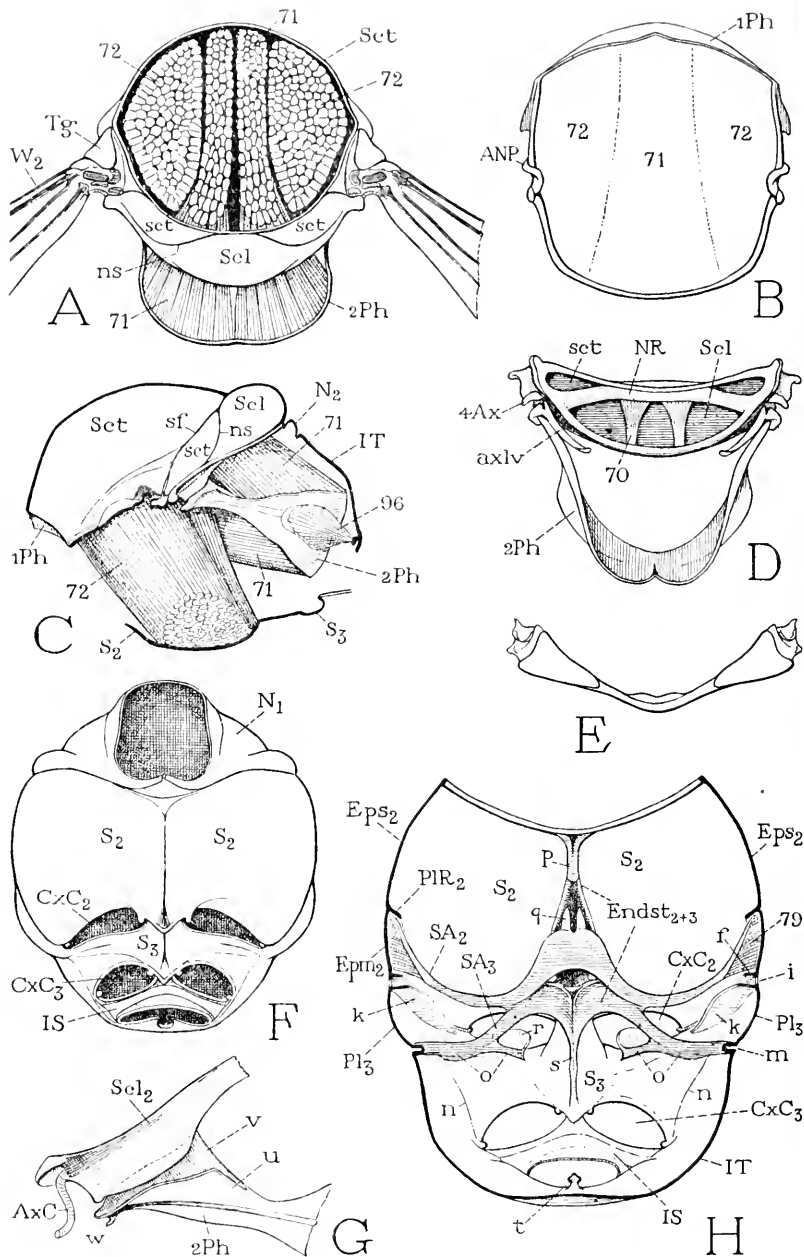 71
72
Sct
72
Tg
W2
sct
sct
ns
Scl
71
2Ph
A
1Ph
72
71
72
ANP
B
Sct
sf
Scl
sct
ns
N2
71
IT
96
1Ph
72
71
2Ph
S2
S3
C
sct
NR
Scl
4Ax
axlv
70
2Ph
D
E
N1
S2
S2
CxC2
S3
CxC3
IS
F
Scl2
v
u
AxC
w
2Ph
G
Eps2
Eps2
P
S2
S2
PlR2
q
Endst2+3
f
79
SA2
Epm2
SA3
CxC2
i
k
r
k
Pl3
Pl3
o
s
S3
o
m
n
n
CxC3
IT
t
IS
H